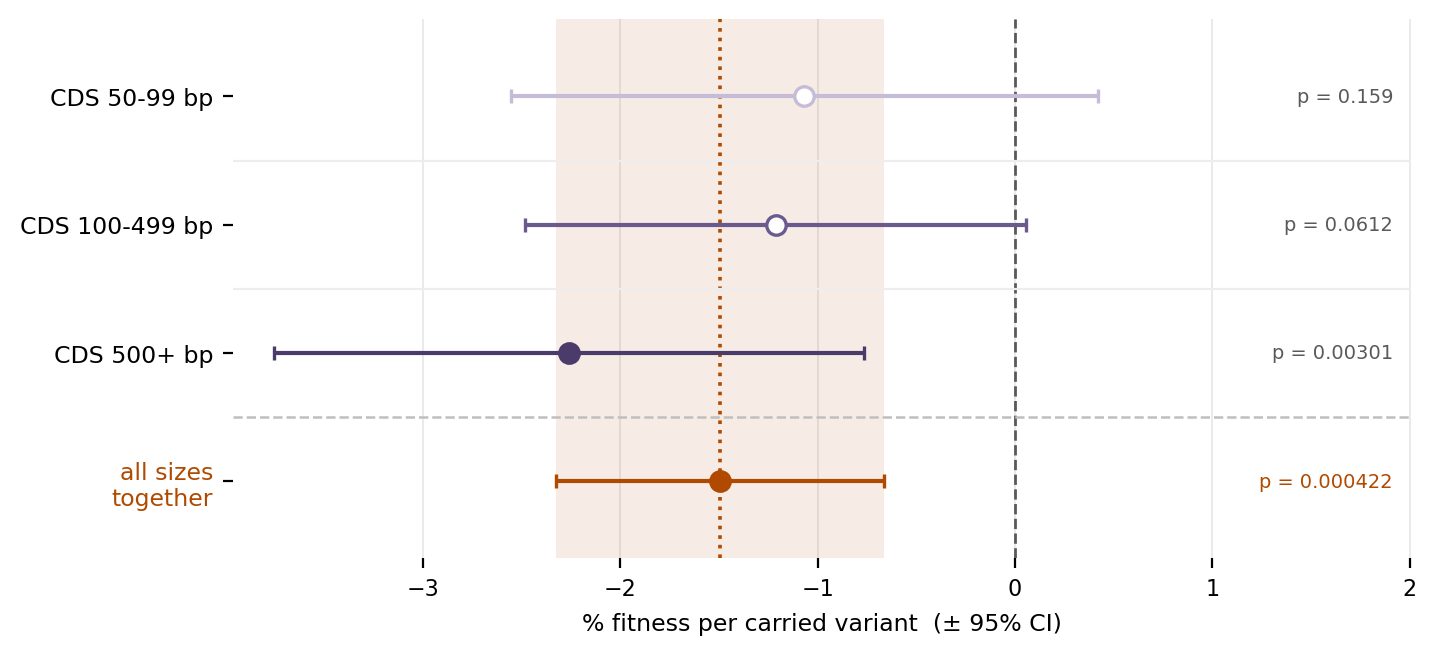 CDS 50-99 bp
p = 0.159
CDS 100-499 bp
p = 0.0612
CDS 500+ bp
p = 0.00301
all sizes
together
p = 0.000422
−3
−2
−1
0
1
2
% fitness per carried variant (± 95% CI)